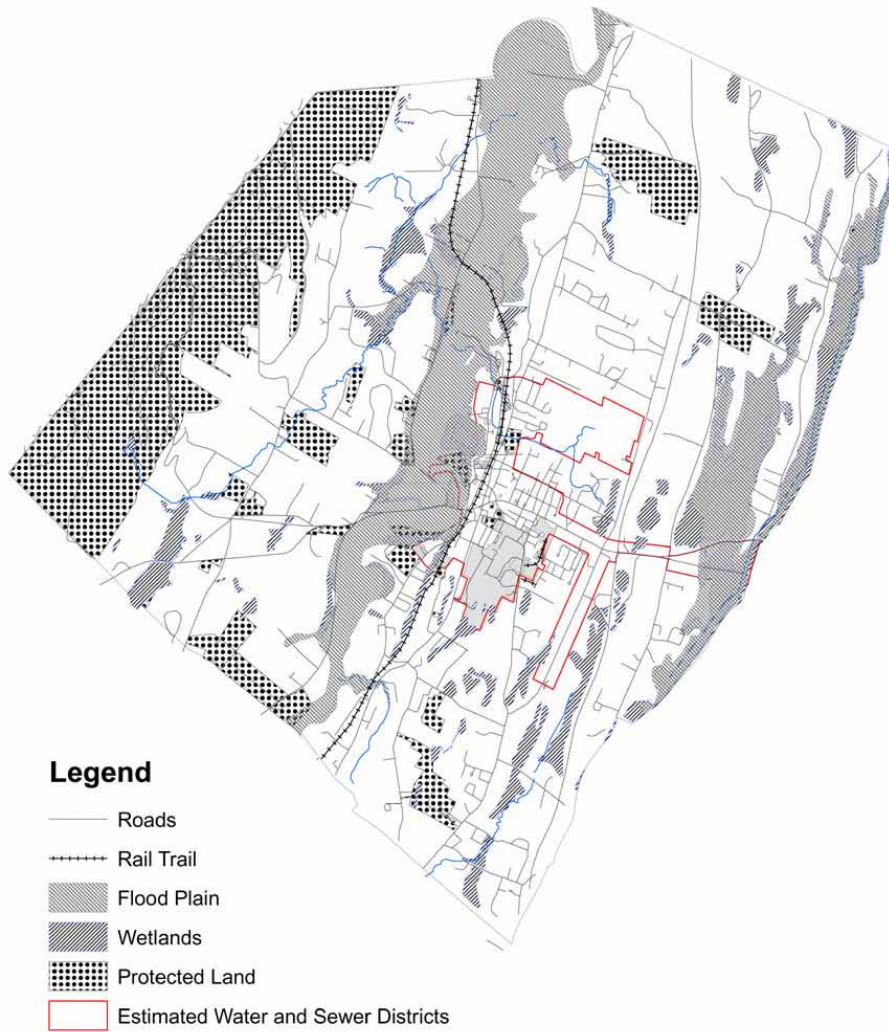 Legend
Roads
Rail Trail
Flood Plain
Wetlands
Protected Land
Estimated Water and Sewer Districts